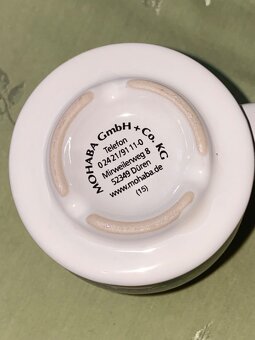 MOHABA GmbH + Co. KG
Telefon
0 24 21/91 11-0
Mirweilerweg 8
52349 Düren
www.mohaba.de
(15)